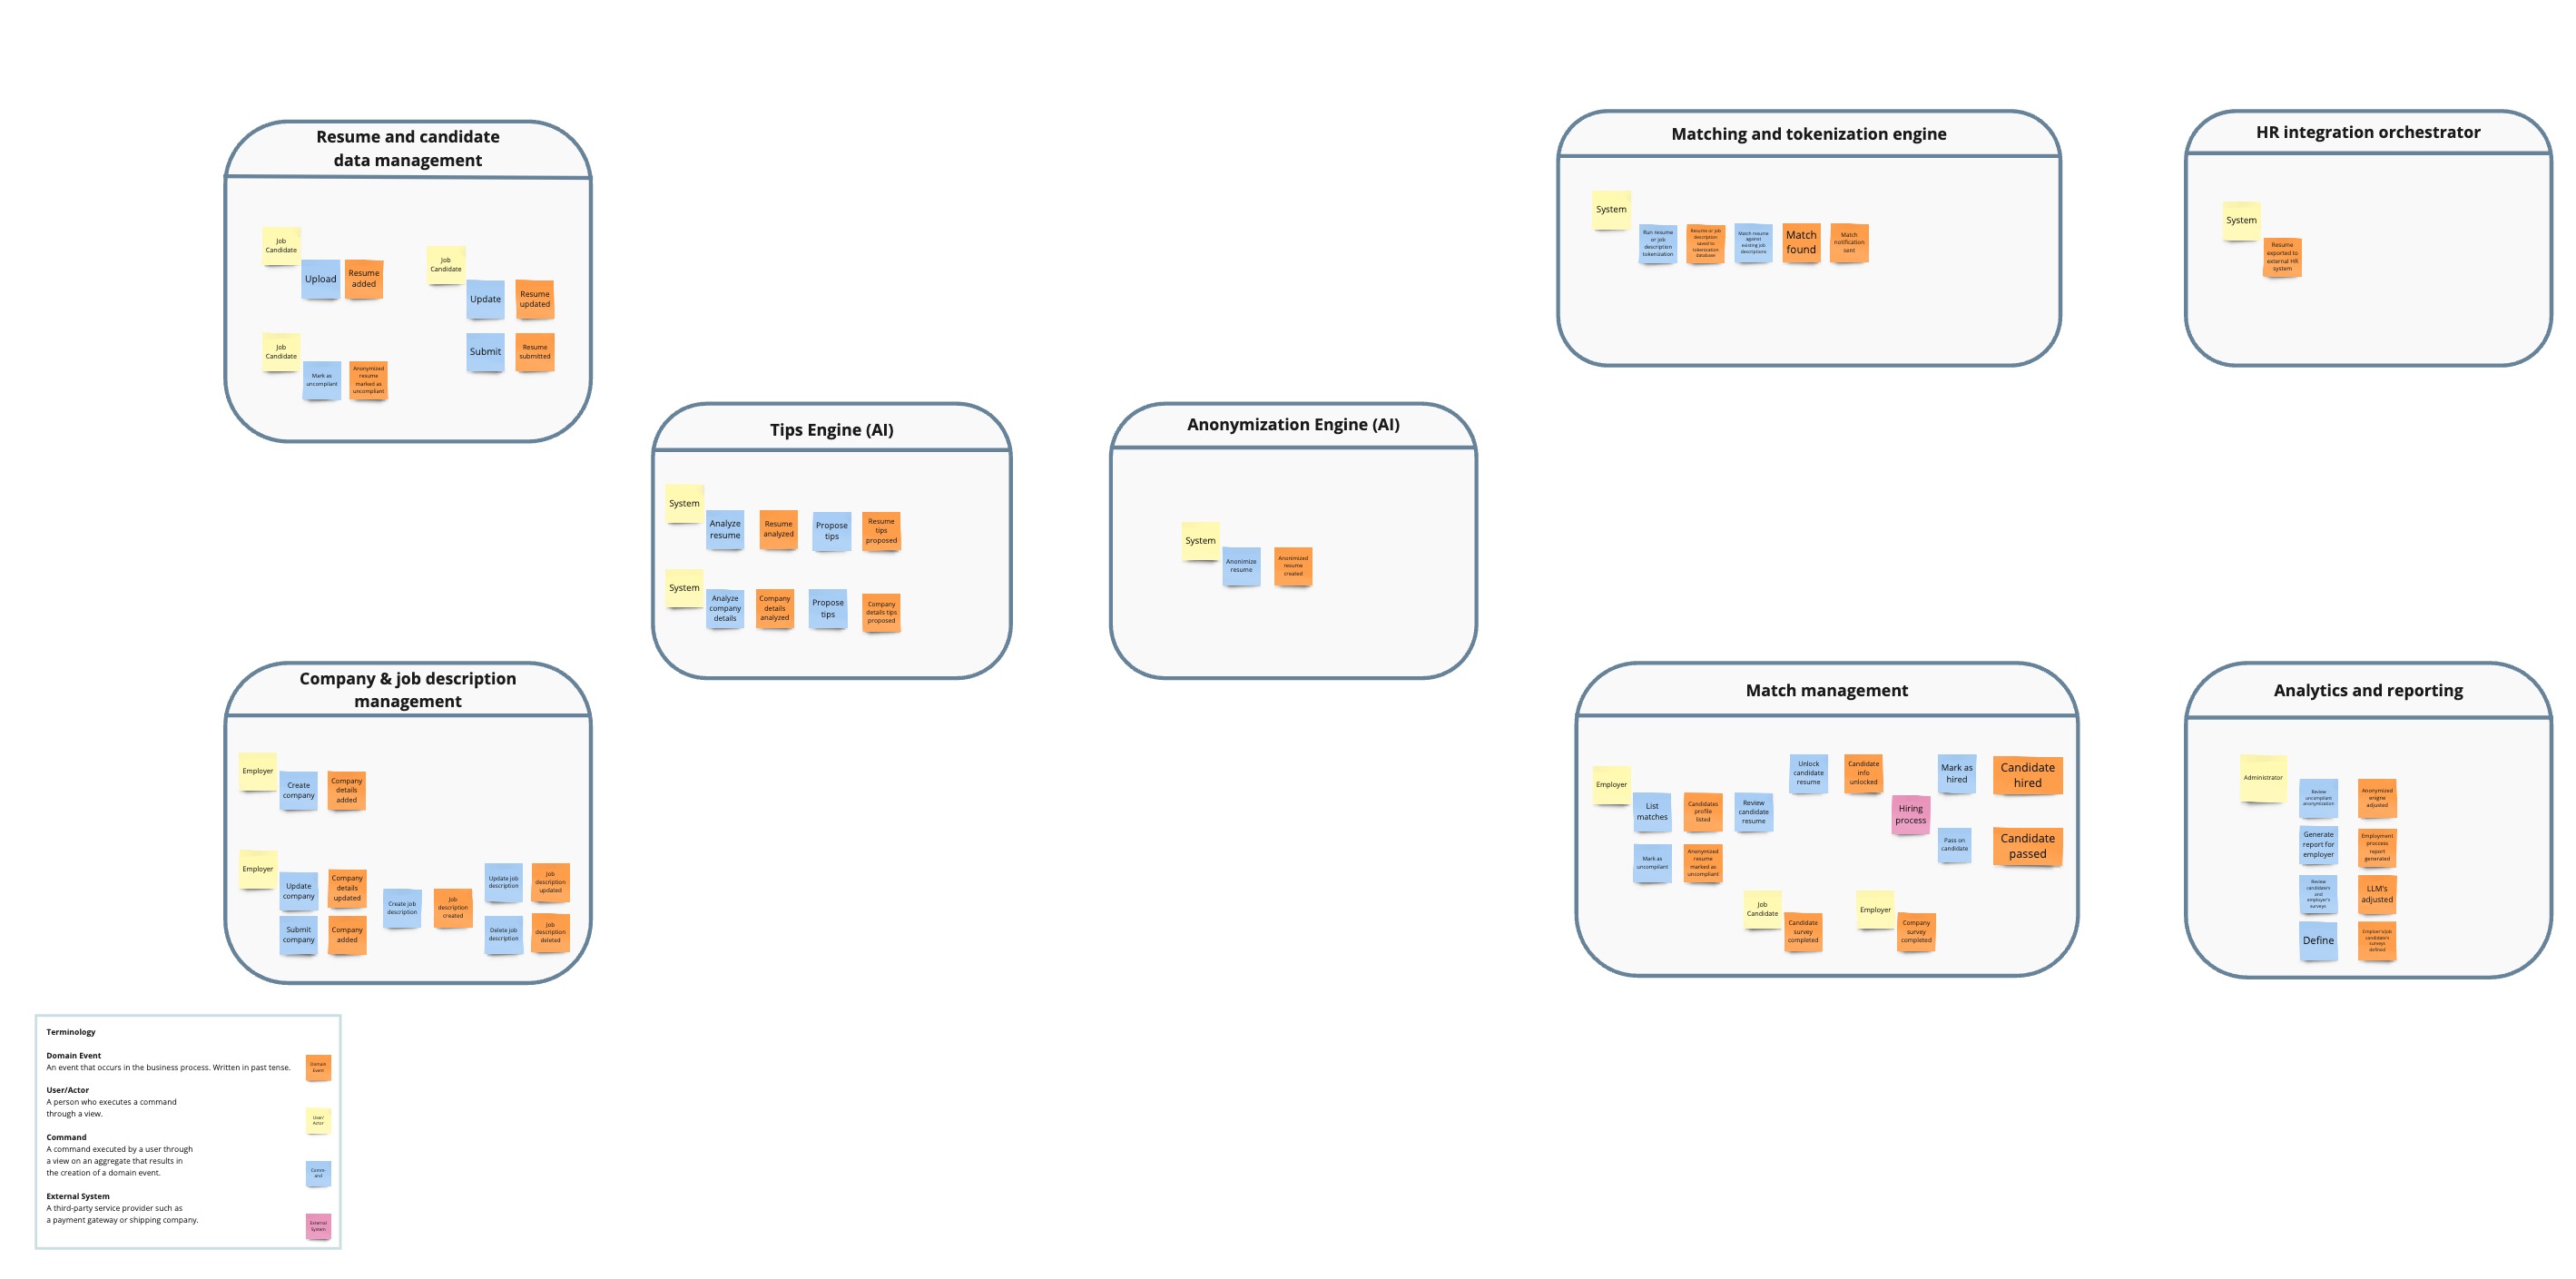 Resume and candidate
data management
Job
Candidate
Upload
Resume
added
Job
Candidate
Update
Resume
updated
Submit
Resume
submitted
Job
Candidate
Mark as
uncompliant
Anonymized
resume
marked as
uncompliant
Tips Engine (AI)
System
Analyze
resume
Resume
analyzed
Propose
tips
Resume
tips
proposed
System
Analyze
company
details
Company
details
analyzed
Propose
tips
Company
details tips
proposed
Anonymization Engine (AI)
System
Anonimize
resume
Anonimized
resume
created
Matching and tokenization engine
System
Run resume
or job
description
tokenization
Resume or job
description
saved to
tokenization
database
Match resume
against
existing job
descriptions
Match
found
Match
notification
sent
HR integration orchestrator
System
Resume
exported to
external HR
system
Company & job description
management
Employer
Create
company
Company
details
added
Employer
Update
company
Company
details
updated
Submit
company
Company
added
Create job
description
Job
description
created
Update job
description
Job
description
updated
Delete job
description
Job
description
deleted
Match management
Employer
List
matches
Candidates
profile
listed
Review
candidate
resume
Mark as
uncompliant
Anonymized
resume
marked as
uncompliant
Unlock
candidate
resume
Candidate
info
unlocked
Hiring
process
Mark as
hired
Candidate
hired
Pass on
candidate
Candidate
passed
Job
Candidate
Candidate
survey
completed
Employer
Company
survey
completed
Analytics and reporting
Administrator
Review
uncompliant
anonymization
Anonymized
enigne
adjusted
Generate
report for
employer
Employment
proccess
report
generated
Review
candidate's
and
employer's
surveys
LLM's
adjusted
Define
surveys
defined
Terminology
Domain Event
An event that occurs in the business process. Written in past tense.
Domain
Event
User/Actor
A person who executes a command
through a view.
User/
Actor
Command
A command executed by a user through
a view on an aggregate that results in
the creation of a domain event.
Comm-
and
External System
A third-party service provider such as
a payment gateway or shipping company.
External
System